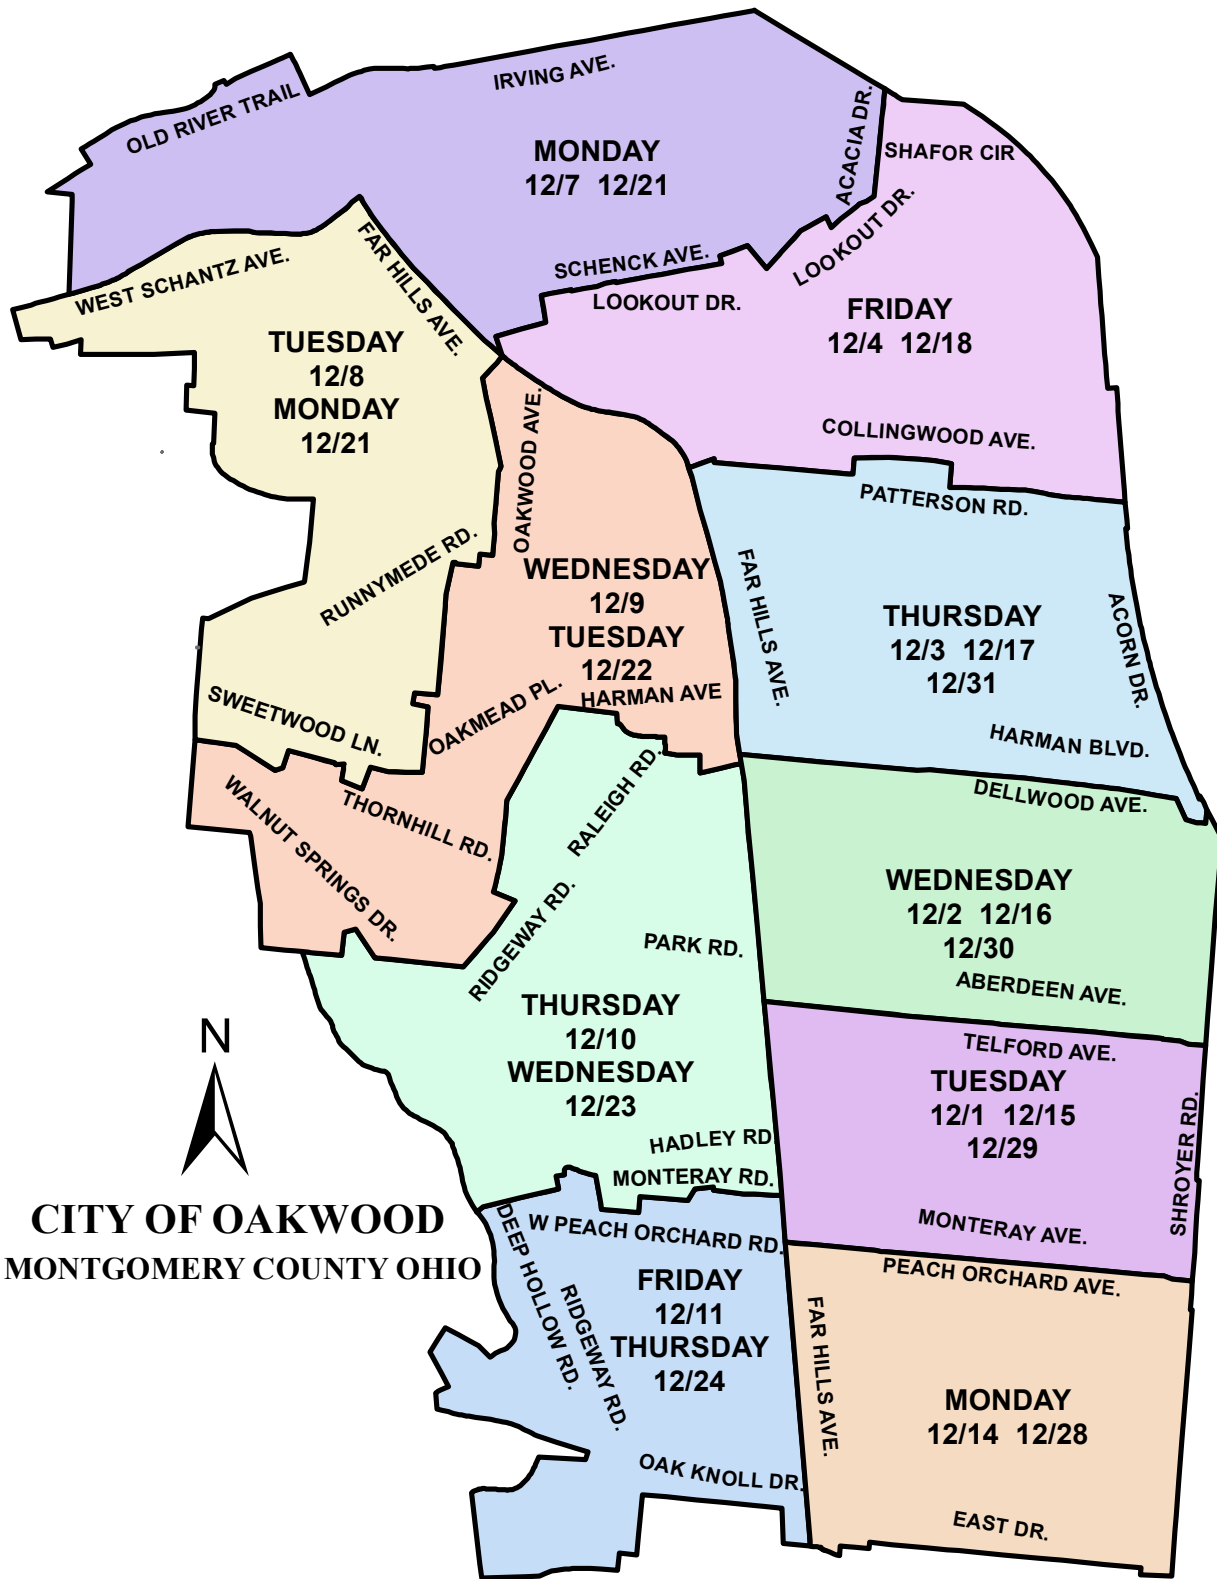 IRVING AVE.
OLD RIVER TRAIL
ACACIA DR.
SHAFOR CIR
MONDAY
12/7 12/21
LOOKOUT DR.
FAR HILLS AVE.
WEST SCHANTZ AVE.
SCHENCK AVE.
LOOKOUT DR.
FRIDAY
12/4 12/18
TUESDAY
12/8
MONDAY
12/21
COLLINGWOOD AVE.
OAKWOOD AVE.
PATTERSON RD.
RUNNYMEDE RD.
WEDNESDAY
12/9
TUESDAY
12/22
FAR HILLS AVE.
THURSDAY
12/3 12/17
12/31
ACORN DR.
SWEETWOOD LN.
OAKMEAD PL.
HARMAN AVE
HARMAN BLVD.
RALEIGH RD.
DELLWOOD AVE.
THORNHILL RD.
WALNUT SPRINGS DR.
WEDNESDAY
12/2 12/16
12/30
RIDGEWAY RD.
PARK RD.
ABERDEEN AVE.
THURSDAY
12/10
WEDNESDAY
12/23
TELFORD AVE.
TUESDAY
12/1 12/15
12/29
SHROYER RD.
N
HADLEY RD.
MONTERAY RD.
CITY OF OAKWOOD
MONTGOMERY COUNTY OHIO
DEEP HOLLOW RD.
W PEACH ORCHARD RD.
MONTERAY AVE.
PEACH ORCHARD AVE.
FRIDAY
12/11
THURSDAY
12/24
RIDGEWAY RD.
FAR HILLS AVE.
MONDAY
12/14 12/28
OAK KNOLL DR.
EAST DR.